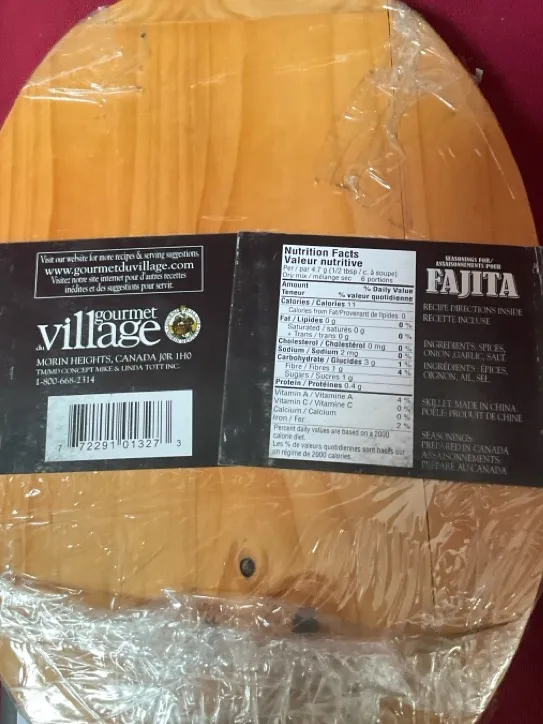 Visit our website for more recipes & serving suggestions.
www.gourmetduvillage.com
Visitez notre site internet pour d'autres recettes
inédites et des suggestions pour servir.
gourmet
du village
MORIN HEIGHTS, CANADA J0R 1H0
TM/MD CONCEPT MIKE & LINDA TOTT INC.
1-800-668-2314
7 72291 01327 3
Nutrition Facts
Valeur nutritive
Per / par 4.7 g (1/2 tbsp / c. à soupe)
Dry mix / mélange sec 6 portions
Amount % Daily Value
Teneur % valeur quotidienne
Calories / Calories 11
Calories from Fat/Provenant de lipides 0
Fat / Lipides 0 g 0 %
Saturated / saturés 0 g
+ Trans / trans 0 g 0 %
Cholesterol / Cholestérol 0 mg 0 %
Sodium / Sodium 2 mg 0 %
Carbohydrate / Glucides 3 g 1 %
Fibre / Fibres 1 g 4 %
Sugars / Sucres 1 g
Protein / Protéines 0.4 g
Vitamin A / Vitamine A 4 %
Vitamin C / Vitamine C 0 %
Calcium / Calcium 0 %
Iron / Fer 2 %
Percent daily values are based on a 2000
calorie diet.
Les % de valeurs quotidiennes sont basés sur
un régime de 2000 calories.
SEASONINGS FOR/
ASSAISONNEMENTS POUR
FAJITA
RECIPE DIRECTIONS INSIDE
RECETTE INCLUSE
INGREDIENTS: SPICES,
ONION, GARLIC, SALT.
INGRÉDIENTS: ÉPICES,
OIGNON, AIL, SEL.
SKILLET: MADE IN CHINA
POÊLE: PRODUIT DE CHINE
SEASONINGS:
PREPARED IN CANADA
ASSAISONNEMENTS:
PRÉPARÉ AU CANADA